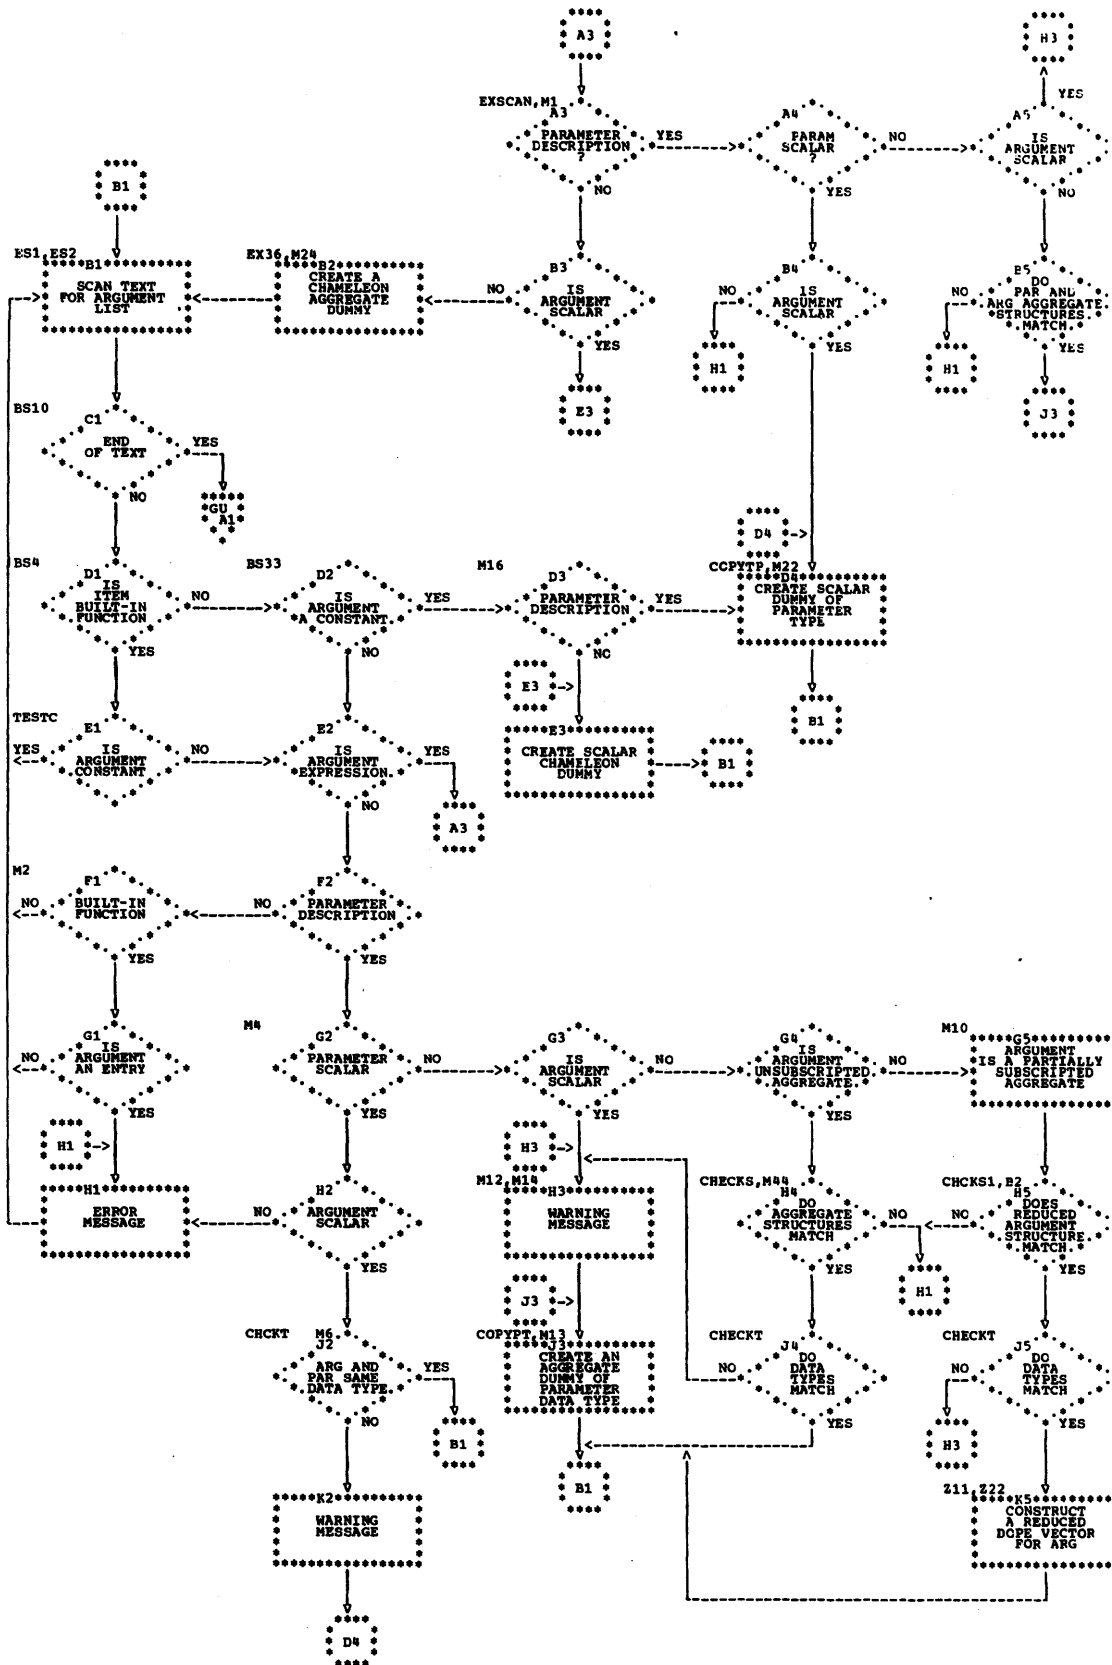 A3
H3
EXSCAN,M1
A3
PARAMETER
DESCRIPTION
?
YES
NO
A4
PARAM
SCALAR
?
NO
YES
YES
A5
IS
ARGUMENT
SCALAR
NO
B1
ES1,ES2
B1
SCAN TEXT
FOR ARGUMENT
LIST
EX36,M24
B2
CREATE A
CHAMELEON
AGGREGATE
DUMMY
B3
IS
ARGUMENT
SCALAR
NO
YES
B4
IS
ARGUMENT
SCALAR
NO
YES
B5
DO
PAR AND
ARG AGGREGATE
STRUCTURES
MATCH
NO
YES
H1
H1
E3
J3
BS10
C1
END
OF TEXT
YES
NO
GU
A1
D4
BS4
D1
IS
ITEM
BUILT-IN
FUNCTION
NO
YES
BS33
D2
IS
ARGUMENT
A CONSTANT
YES
NO
M16
D3
PARAMETER
DESCRIPTION
YES
NO
COPYTP,M22
D4
CREATE SCALAR
DUMMY OF
PARAMETER
TYPE
E3
B1
TESTC
E1
IS
ARGUMENT
CONSTANT
YES
NO
E2
IS
ARGUMENT
EXPRESSION.
YES
NO
E3
CREATE SCALAR
CHAMELEON
DUMMY
B1
A3
M2
F1
BUILT-IN
FUNCTION
NO
YES
F2
PARAMETER
DESCRIPTION
NO
YES
G1
IS
ARGUMENT
AN ENTRY
NO
YES
M4
G2
PARAMETER
SCALAR
NO
YES
G3
IS
ARGUMENT
SCALAR
NO
YES
G4
IS
ARGUMENT
UNSUBSCRIPTED
AGGREGATE
NO
YES
M10
G5
ARGUMENT
IS A PARTIALLY
SUBSCRIPTED
AGGREGATE
H1
H3
H1
ERROR
MESSAGE
H2
ARGUMENT
SCALAR
NO
YES
M12,M14
H3
WARNING
MESSAGE
CHECKS,M44
H4
DO
AGGREGATE
STRUCTURES
MATCH
NO
YES
CHCKS1,B2
H5
DOES
REDUCED
ARGUMENT
STRUCTURE
MATCH
NO
YES
H1
J3
CHCKT
M6
J2
ARG AND
PAR SAME
DATA TYPE
YES
NO
COPYPT,M13
J3
CREATE AN
AGGREGATE
DUMMY OF
PARAMETER
DATA TYPE
CHECKT
J4
DO
DATA
TYPES
MATCH
NO
YES
CHECKT
J5
DO
DATA
TYPES
MATCH
NO
YES
B1
H3
B1
K2
WARNING
MESSAGE
Z11,Z22
K5
CONSTRUCT
A REDUCED
DOPE VECTOR
FOR ARG
D4